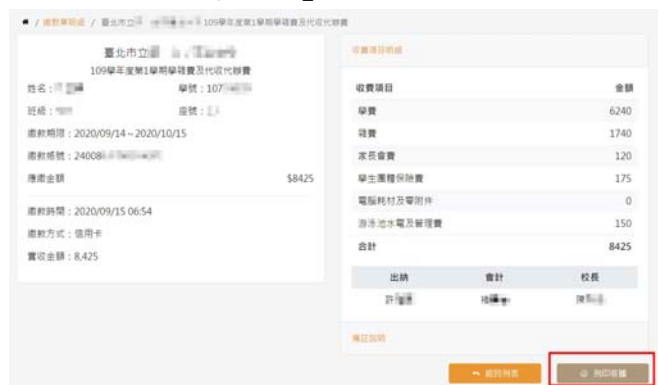 / 繳費單明細 / 臺北市立 109學年度第1學期學雜費及代收代辦費
臺北市立
109學年度第1學期學雜費及代收代辦費
姓名： 學號：107
班級： 座號：
繳款期限：2020/09/14 ~ 2020/10/15
繳款帳號：24008
應繳金額 $8425
繳款時間：2020/09/15 06:54
繳款方式：信用卡
實收金額：8,425
收費項目明細
收費項目 金額
學費 6240
雜費 1740
家長會費 120
學生團體保險費 175
電腦耗材及零附件 0
游泳池水電及管理費 150
合計 8425
出納 會計 校長
許 陳
備註說明
返回列表 列印收據